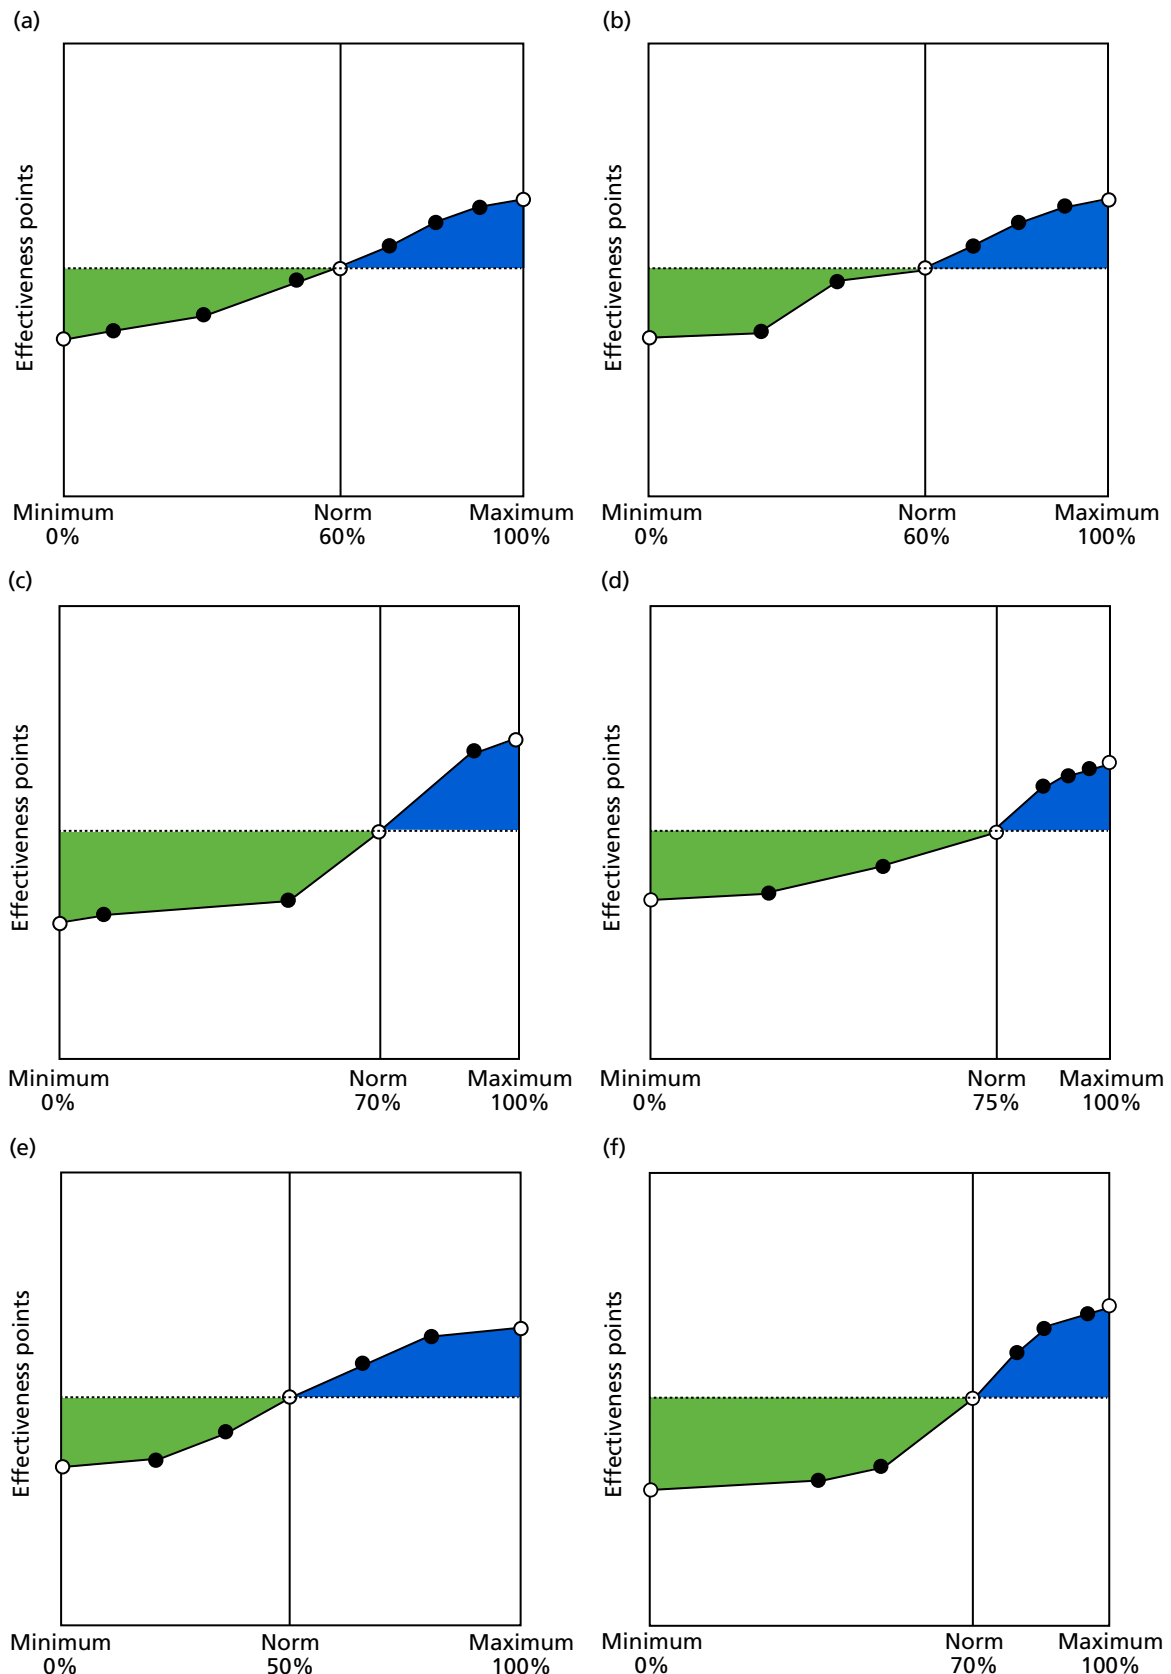 (a)
Effectiveness points
Minimum
0%
Norm
60%
Maximum
100%
(b)
Effectiveness points
Minimum
0%
Norm
60%
Maximum
100%
(c)
Effectiveness points
Minimum
0%
Norm
70%
Maximum
100%
(d)
Effectiveness points
Minimum
0%
Norm
75%
Maximum
100%
(e)
Effectiveness points
Minimum
0%
Norm
50%
Maximum
100%
(f)
Effectiveness points
Minimum
0%
Norm
70%
Maximum
100%